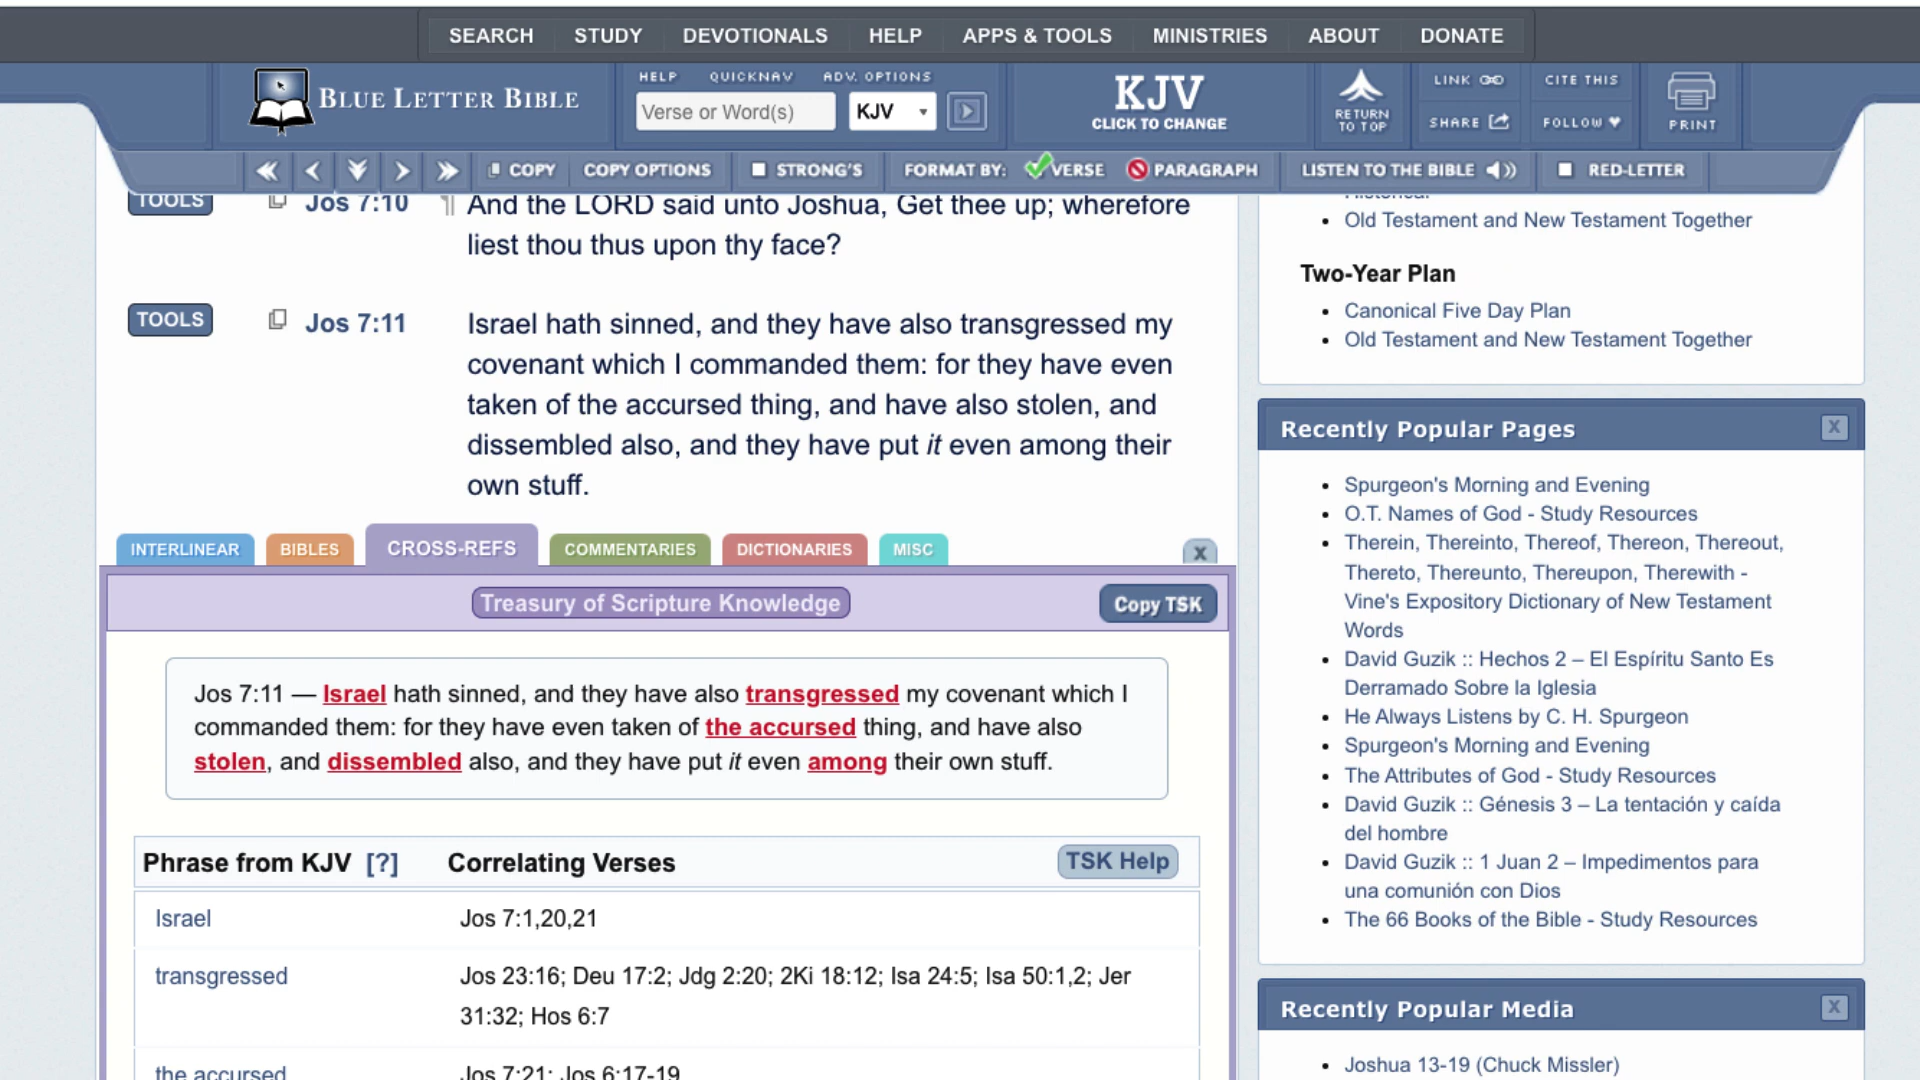 SEARCH STUDY DEVOTIONALS HELP APPS & TOOLS MINISTRIES ABOUT DONATE
BLUE LETTER BIBLE
HELP QUICKNAV ADV. OPTIONS
Verse or Word(s) KJV
KJV
CLICK TO CHANGE
RETURN
TO TOP
LINK
SHARE
CITE THIS
FOLLOW
PRINT
COPY COPY OPTIONS STRONG'S FORMAT BY: VERSE PARAGRAPH LISTEN TO THE BIBLE RED-LETTER
TOOLS Jos 7:10 ¶ And the LORD said unto Joshua, Get thee up; wherefore
liest thou thus upon thy face?
TOOLS Jos 7:11 Israel hath sinned, and they have also transgressed my
covenant which I commanded them: for they have even
taken of the accursed thing, and have also stolen, and
dissembled also, and they have put it even among their
own stuff.
INTERLINEAR BIBLES CROSS-REFS COMMENTARIES DICTIONARIES MISC X
Treasury of Scripture Knowledge Copy TSK
Jos 7:11 — Israel hath sinned, and they have also transgressed my covenant which I
commanded them: for they have even taken of the accursed thing, and have also
stolen, and dissembled also, and they have put it even among their own stuff.
Phrase from KJV [?] Correlating Verses TSK Help
Israel Jos 7:1,20,21
transgressed Jos 23:16; Deu 17:2; Jdg 2:20; 2Ki 18:12; Isa 24:5; Isa 50:1,2; Jer
31:32; Hos 6:7
the accursed Jos 7:21; Jos 6:17-19
Historical
• Old Testament and New Testament Together
Two-Year Plan
• Canonical Five Day Plan
• Old Testament and New Testament Together
Recently Popular Pages X
• Spurgeon's Morning and Evening
• O.T. Names of God - Study Resources
• Therein, Thereinto, Thereof, Thereon, Thereout,
Thereto, Thereunto, Thereupon, Therewith -
Vine's Expository Dictionary of New Testament
Words
• David Guzik :: Hechos 2 – El Espíritu Santo Es
Derramado Sobre la Iglesia
• He Always Listens by C. H. Spurgeon
• Spurgeon's Morning and Evening
• The Attributes of God - Study Resources
• David Guzik :: Génesis 3 – La tentación y caída
del hombre
• David Guzik :: 1 Juan 2 – Impedimentos para
una comunión con Dios
• The 66 Books of the Bible - Study Resources
Recently Popular Media X
• Joshua 13-19 (Chuck Missler)